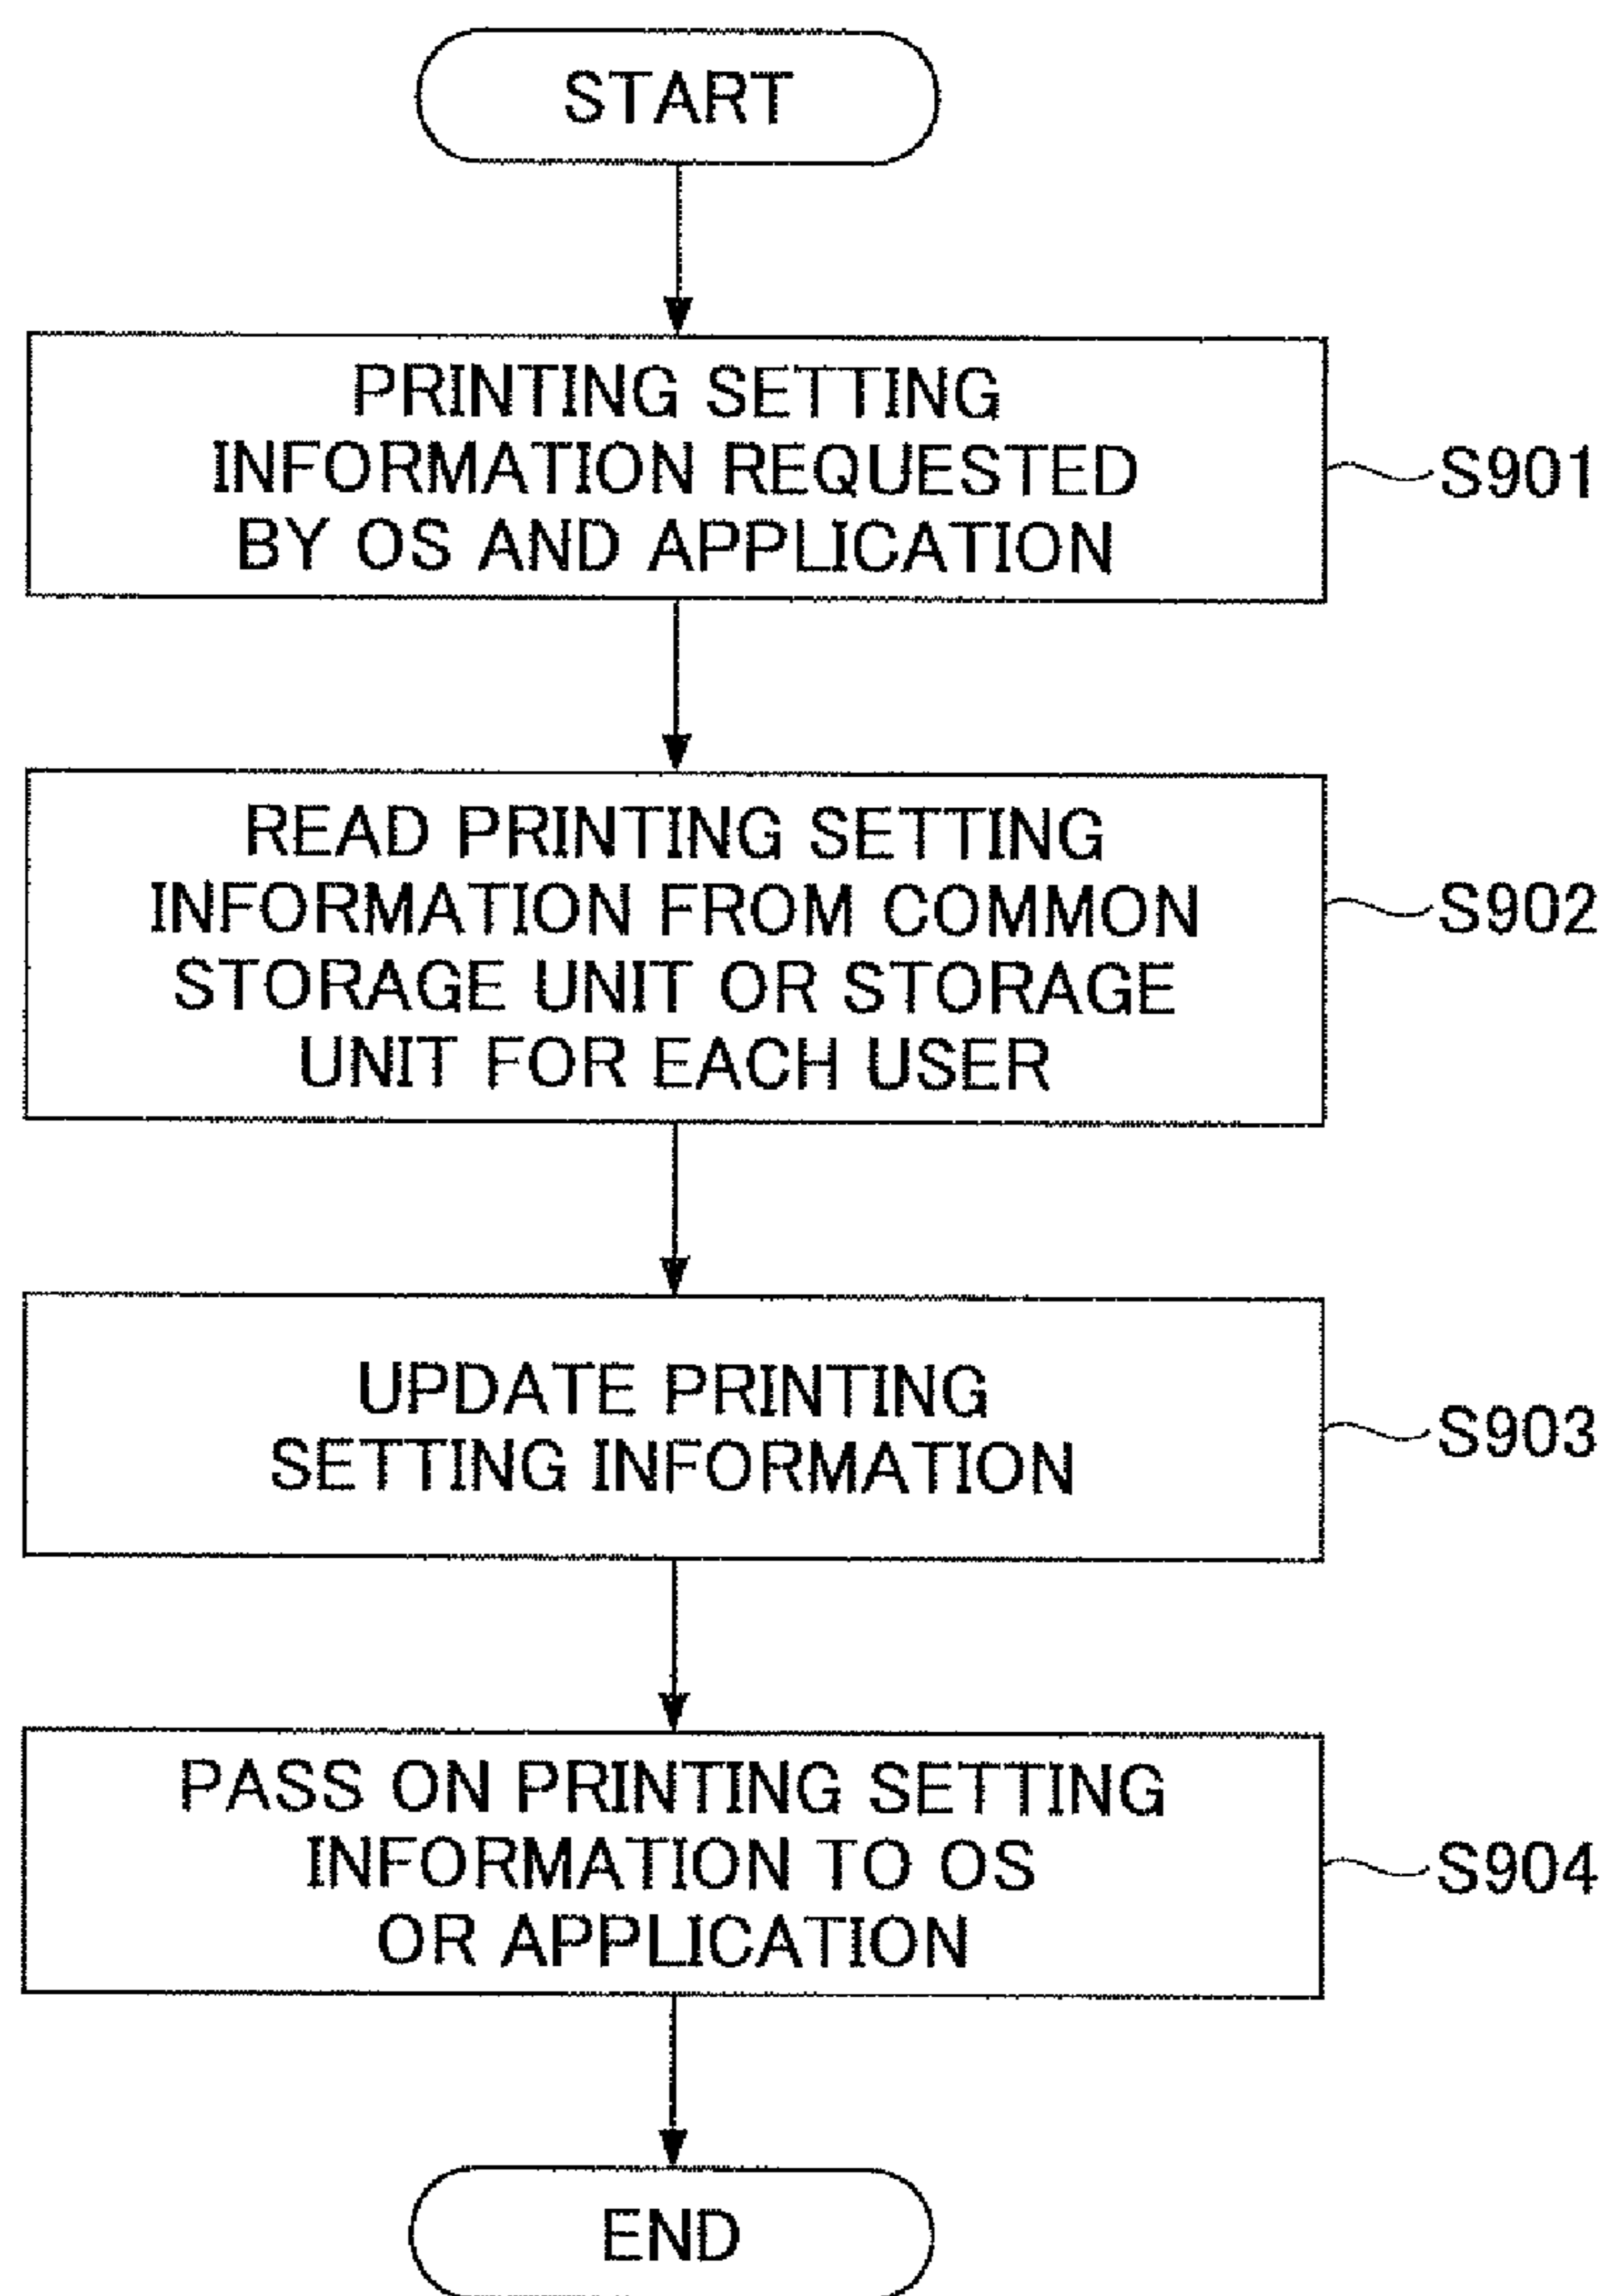 START
PRINTING SETTING
INFORMATION REQUESTED
BY OS AND APPLICATION
S901
READ PRINTING SETTING
INFORMATION FROM COMMON
STORAGE UNIT OR STORAGE
UNIT FOR EACH USER
S902
UPDATE PRINTING
SETTING INFORMATION
S903
PASS ON PRINTING SETTING
INFORMATION TO OS
OR APPLICATION
S904
END